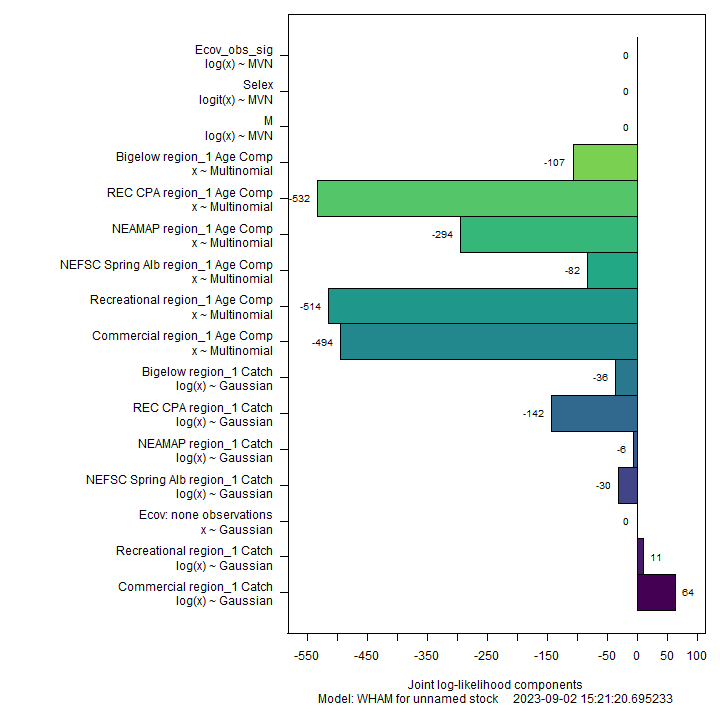 Ecov_obs_sig
log(x) ~ MVN
0
Selex
logit(x) ~ MVN
0
M
log(x) ~ MVN
0
Bigelow region_1 Age Comp
x ~ Multinomial
-107
REC CPA region_1 Age Comp
x ~ Multinomial
-532
NEAMAP region_1 Age Comp
x ~ Multinomial
-294
NEFSC Spring Alb region_1 Age Comp
x ~ Multinomial
-82
Recreational region_1 Age Comp
x ~ Multinomial
-514
Commercial region_1 Age Comp
x ~ Multinomial
-494
Bigelow region_1 Catch
log(x) ~ Gaussian
-36
REC CPA region_1 Catch
log(x) ~ Gaussian
-142
NEAMAP region_1 Catch
log(x) ~ Gaussian
-6
NEFSC Spring Alb region_1 Catch
log(x) ~ Gaussian
-30
Ecov: none observations
x ~ Gaussian
0
Recreational region_1 Catch
log(x) ~ Gaussian
11
Commercial region_1 Catch
log(x) ~ Gaussian
64
-550 -450 -350 -250 -150 -50 0 50 100
Joint log-likelihood components
Model: WHAM for unnamed stock 2023-09-02 15:21:20.695233